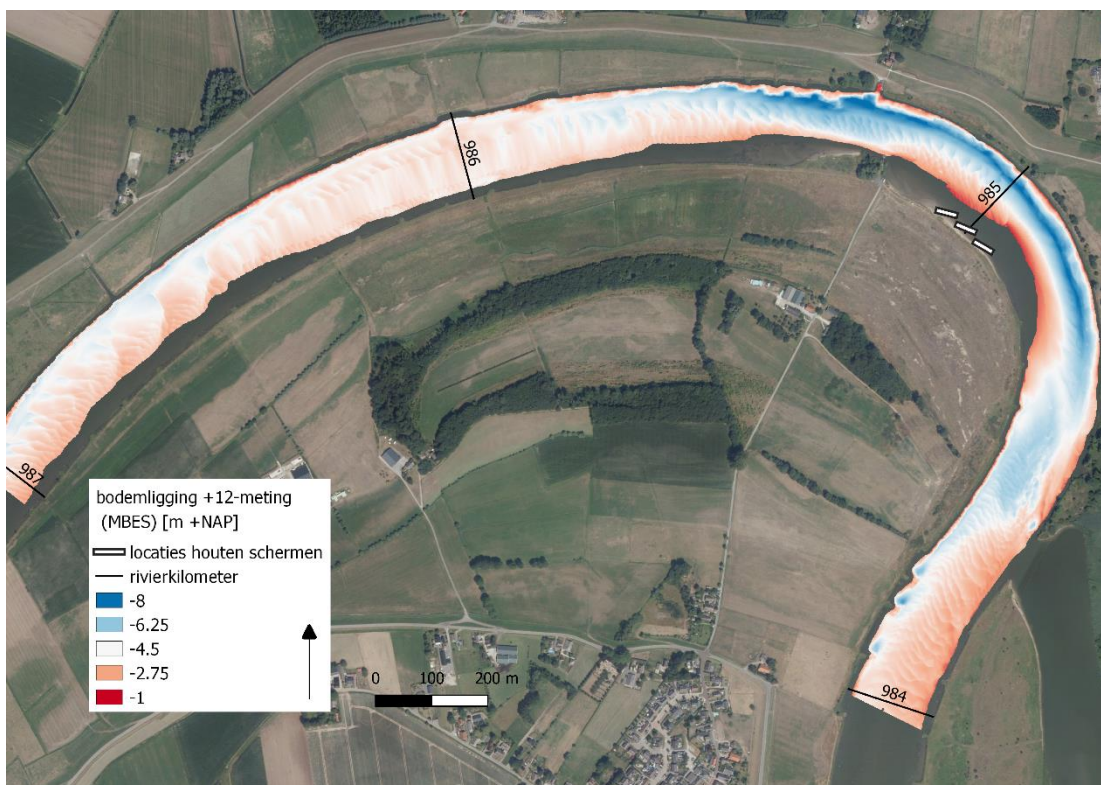 986
985
987
984
bodemligging +12-meting
(MBES) [m +NAP]
locaties houten schermen
rivierkilometer
-8
-6.25
-4.5
-2.75
-1
0 100 200 m